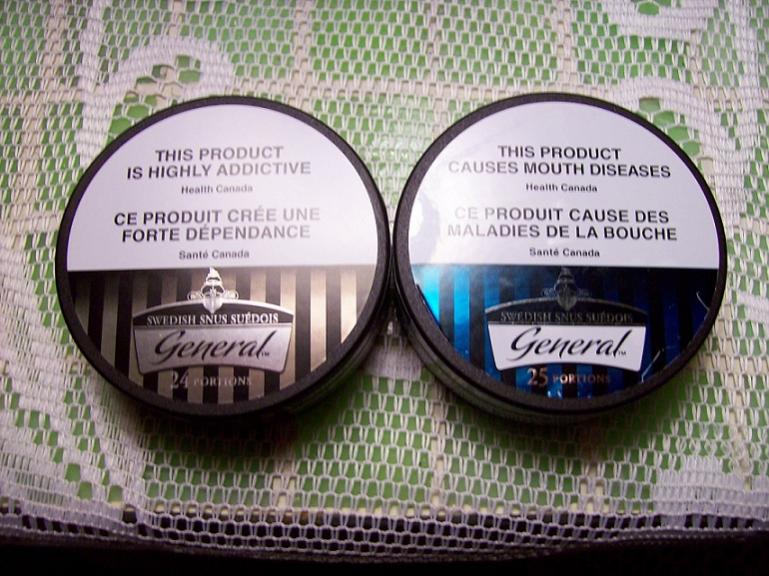 THIS PRODUCT
IS HIGHLY ADDICTIVE
Health Canada
CE PRODUIT CRÉE UNE
FORTE DÉPENDANCE
Santé Canada
SWEDISH SNUS SUÉDOIS
General™
24 PORTIONS
THIS PRODUCT
CAUSES MOUTH DISEASES
Health Canada
CE PRODUIT CAUSE DES
MALADIES DE LA BOUCHE
Santé Canada
SWEDISH SNUS SUÉDOIS
General™
25 PORTIONS